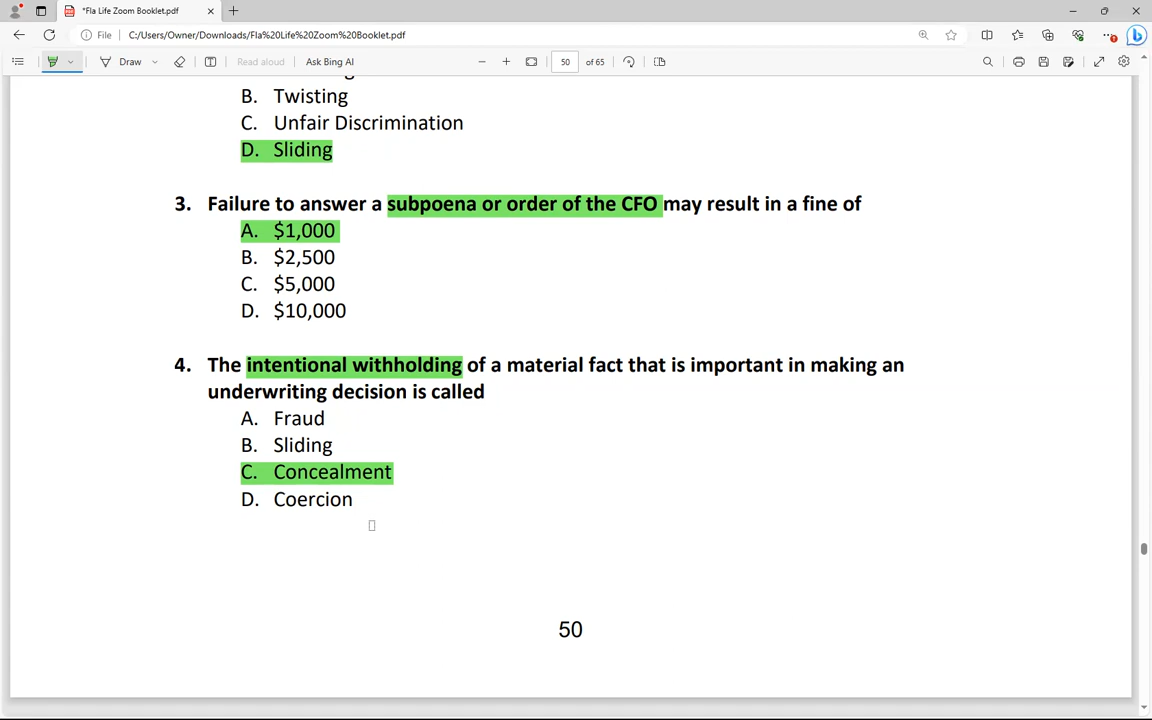 *Fla Life Zoom Booklet.pdf
File C:/Users/Owner/Downloads/Fla%20Life%20Zoom%20Booklet.pdf
Draw Read aloud Ask Bing AI 50 of 65
B. Twisting
C. Unfair Discrimination
D. Sliding
3. Failure to answer a subpoena or order of the CFO may result in a fine of
A. $1,000
B. $2,500
C. $5,000
D. $10,000
4. The intentional withholding of a material fact that is important in making an
underwriting decision is called
A. Fraud
B. Sliding
C. Concealment
D. Coercion
50